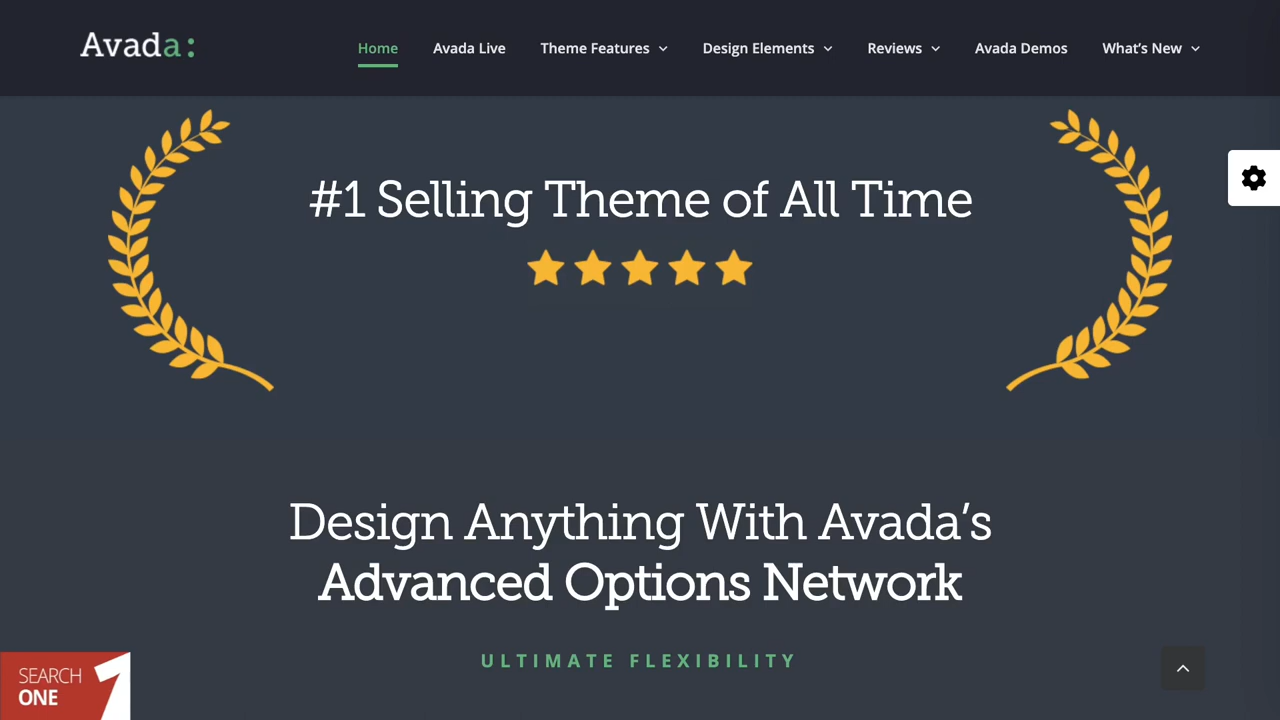 Avada:
Home Avada Live Theme Features Design Elements Reviews Avada Demos What's New
#1 Selling Theme of All Time
Design Anything With Avada's
Advanced Options Network
ULTIMATE FLEXIBILITY
SEARCH
ONE
1